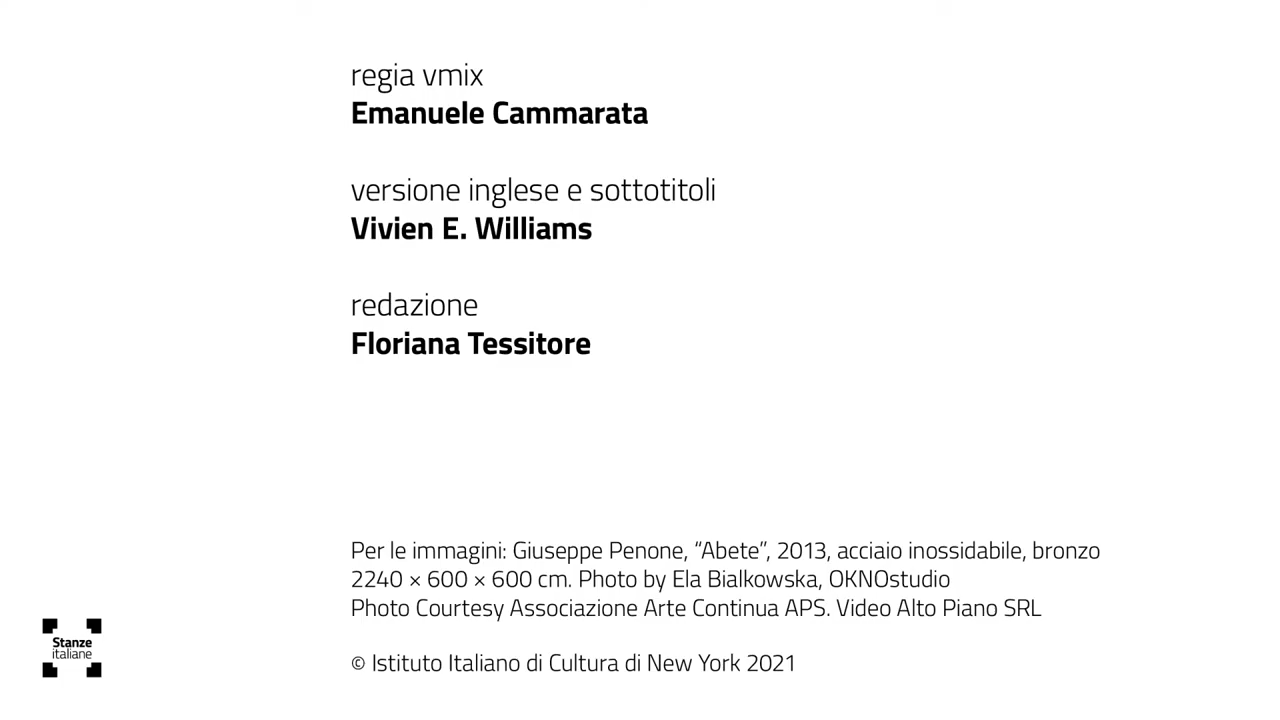 regia vmix
Emanuele Cammarata
versione inglese e sottotitoli
Vivien E. Williams
redazione
Floriana Tessitore
Per le immagini: Giuseppe Penone, “Abete”, 2013, acciaio inossidabile, bronzo
2240 × 600 × 600 cm. Photo by Ela Bialkowska, OKNOstudio
Photo Courtesy Associazione Arte Continua APS. Video Alto Piano SRL
© Istituto Italiano di Cultura di New York 2021
Stanze
italiane